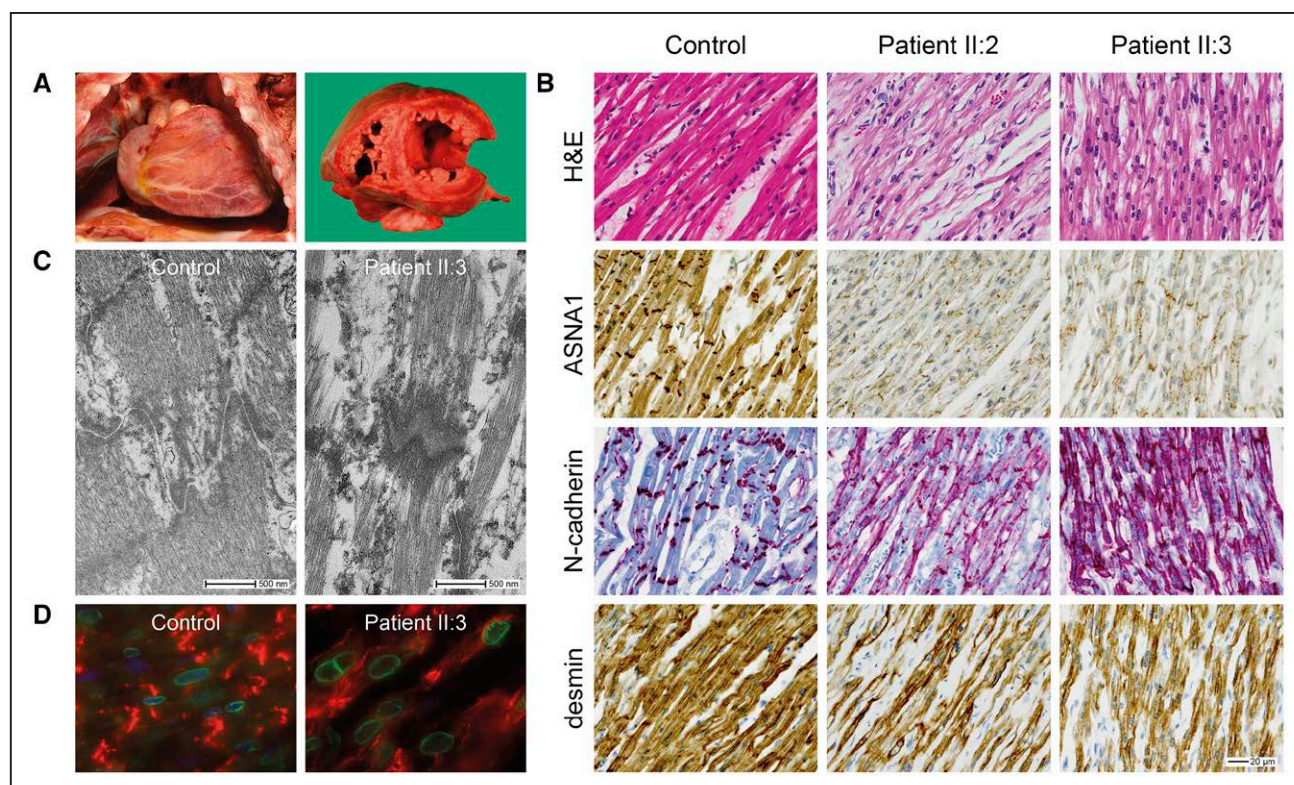 Control Patient II:2 Patient II:3
A
B
H&E
C
Control Patient II:3
ASNA1
500 nm 500 nm
N-cadherin
D
Control Patient II:3
desmin
20 µm